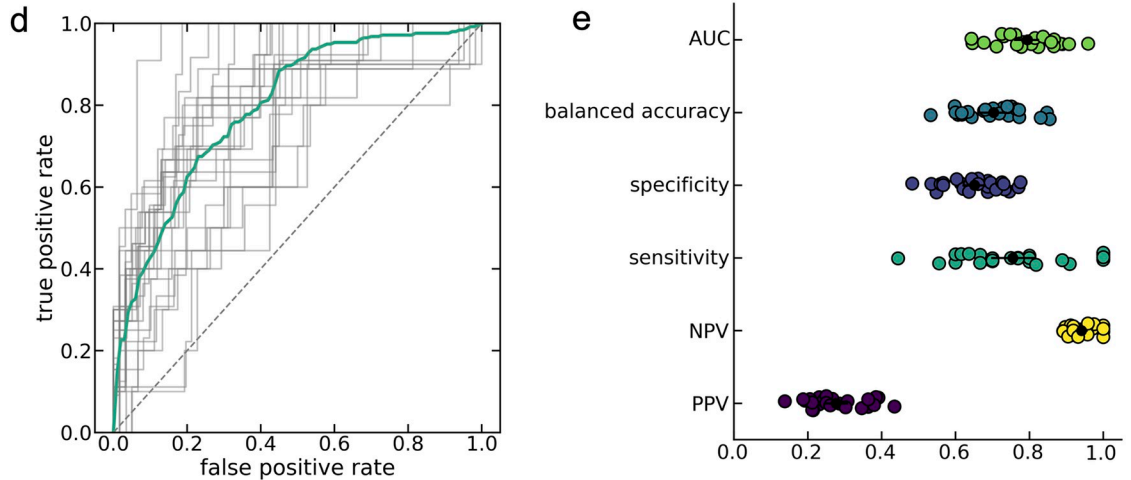 d
1.0
0.8
0.6
0.4
0.2
0.0
true positive rate
0.0 0.2 0.4 0.6 0.8 1.0
false positive rate
e
AUC
balanced accuracy
specificity
sensitivity
NPV
PPV
0.0 0.2 0.4 0.6 0.8 1.0